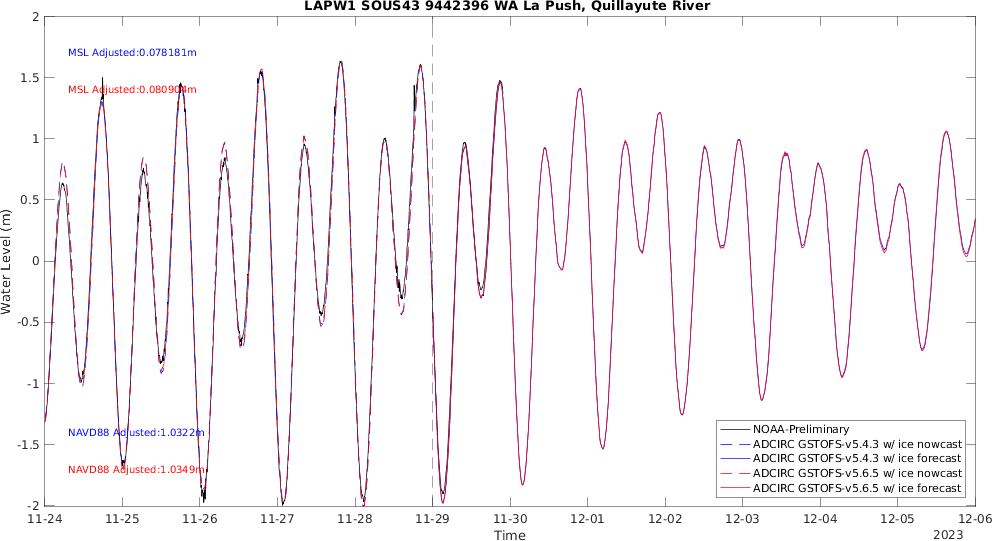 LAPW1 SOUS43 9442396 WA La Push, Quillayute River
2
1.5
1
0.5
0
-0.5
-1
-1.5
-2
Water Level (m)
MSL Adjusted:0.078181m
MSL Adjusted:0.080904m
NAVD88 Adjusted:1.0322m
NAVD88 Adjusted:1.0349m
NOAA-Preliminary
ADCIRC GSTOFS-v5.4.3 w/ ice nowcast
ADCIRC GSTOFS-v5.4.3 w/ ice forecast
ADCIRC GSTOFS-v5.6.5 w/ ice nowcast
ADCIRC GSTOFS-v5.6.5 w/ ice forecast
11-24 11-25 11-26 11-27 11-28 11-29 11-30 12-01 12-02 12-03 12-04 12-05 12-06
Time
2023